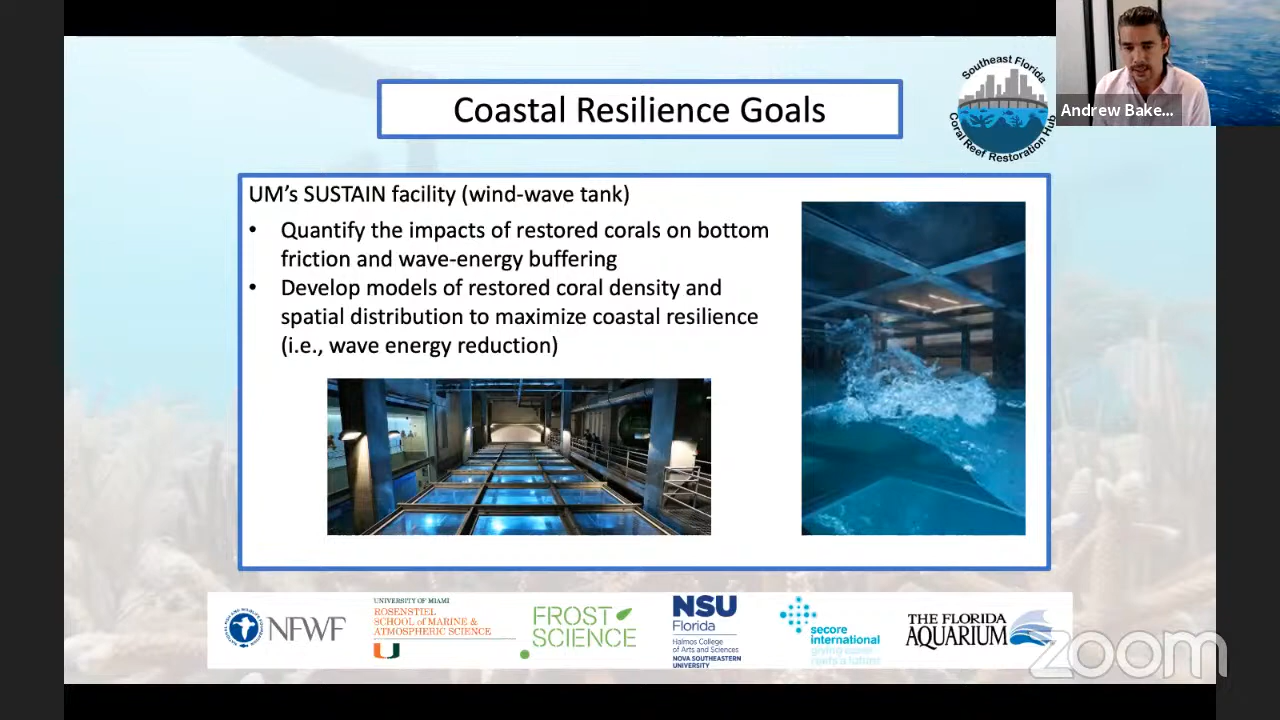 Coastal Resilience Goals
Southeast Florida
Coral Reef Restoration Hub
Andrew Bake...
UM's SUSTAIN facility (wind-wave tank)
• Quantify the impacts of restored corals on bottom
friction and wave-energy buffering
• Develop models of restored coral density and
spatial distribution to maximize coastal resilience
(i.e., wave energy reduction)
NFWF
UNIVERSITY OF MIAMI
ROSENSTIEL
SCHOOL of MARINE &
ATMOSPHERIC SCIENCE
FROST
SCIENCE
NSU
Florida
Halmos College
of Arts and Sciences
NOVA SOUTHEASTERN
UNIVERSITY
secore
international
THE FLORIDA
AQUARIUM
zoom